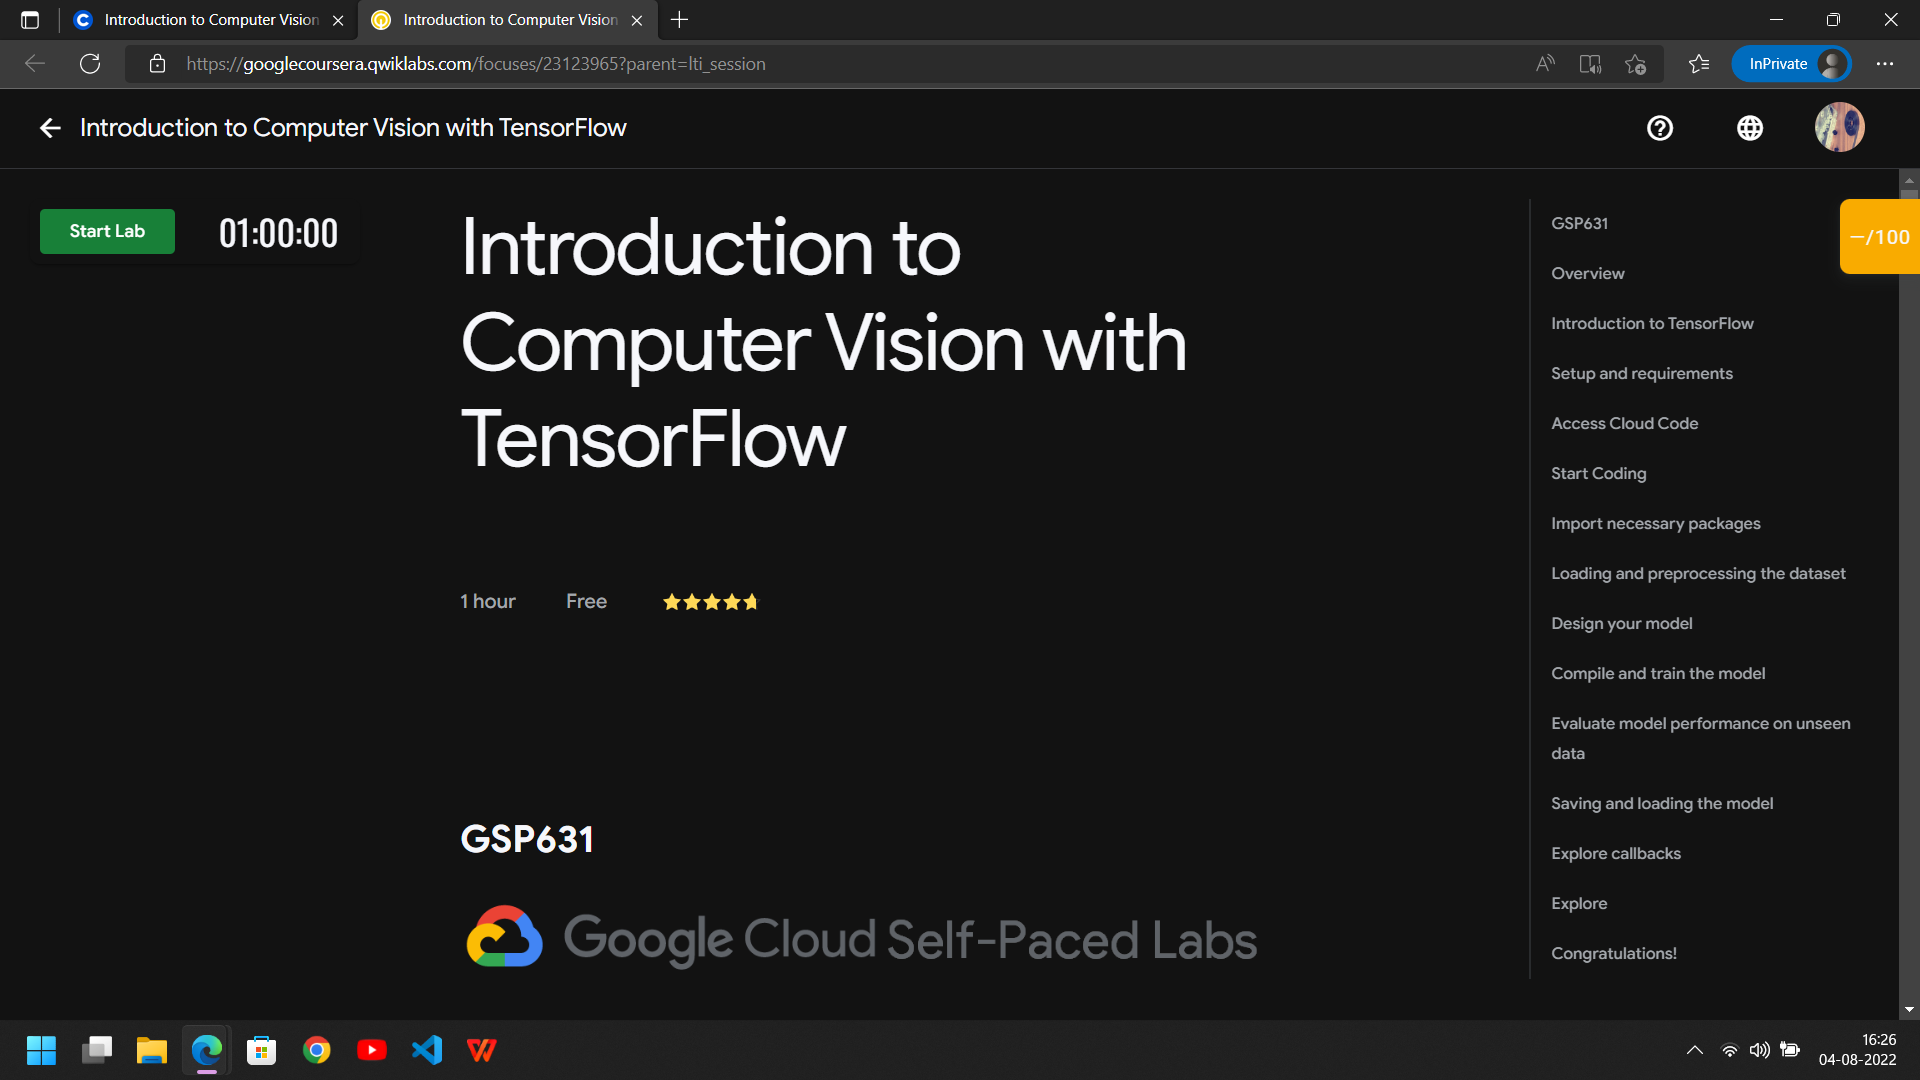 Introduction to Computer Vision
Introduction to Computer Vision
https://googlecoursera.qwiklabs.com/focuses/23123965?parent=lti_session
InPrivate
Introduction to Computer Vision with TensorFlow
Start Lab
01:00:00
Introduction to
Computer Vision with
TensorFlow
1 hour
Free
GSP631
Google Cloud Self-Paced Labs
GSP631
Overview
Introduction to TensorFlow
Setup and requirements
Access Cloud Code
Start Coding
Import necessary packages
Loading and preprocessing the dataset
Design your model
Compile and train the model
Evaluate model performance on unseen
data
Saving and loading the model
Explore callbacks
Explore
Congratulations!
—/100
16:26
04-08-2022